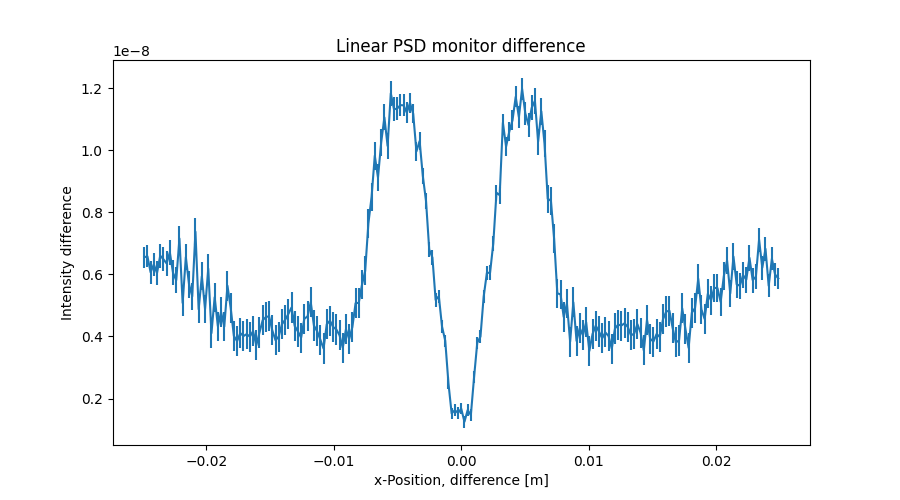 Linear PSD monitor difference
1e−8
1.2
1.0
0.8
0.6
0.4
0.2
Intensity difference
−0.02
−0.01
0.00
0.01
0.02
x-Position, difference [m]